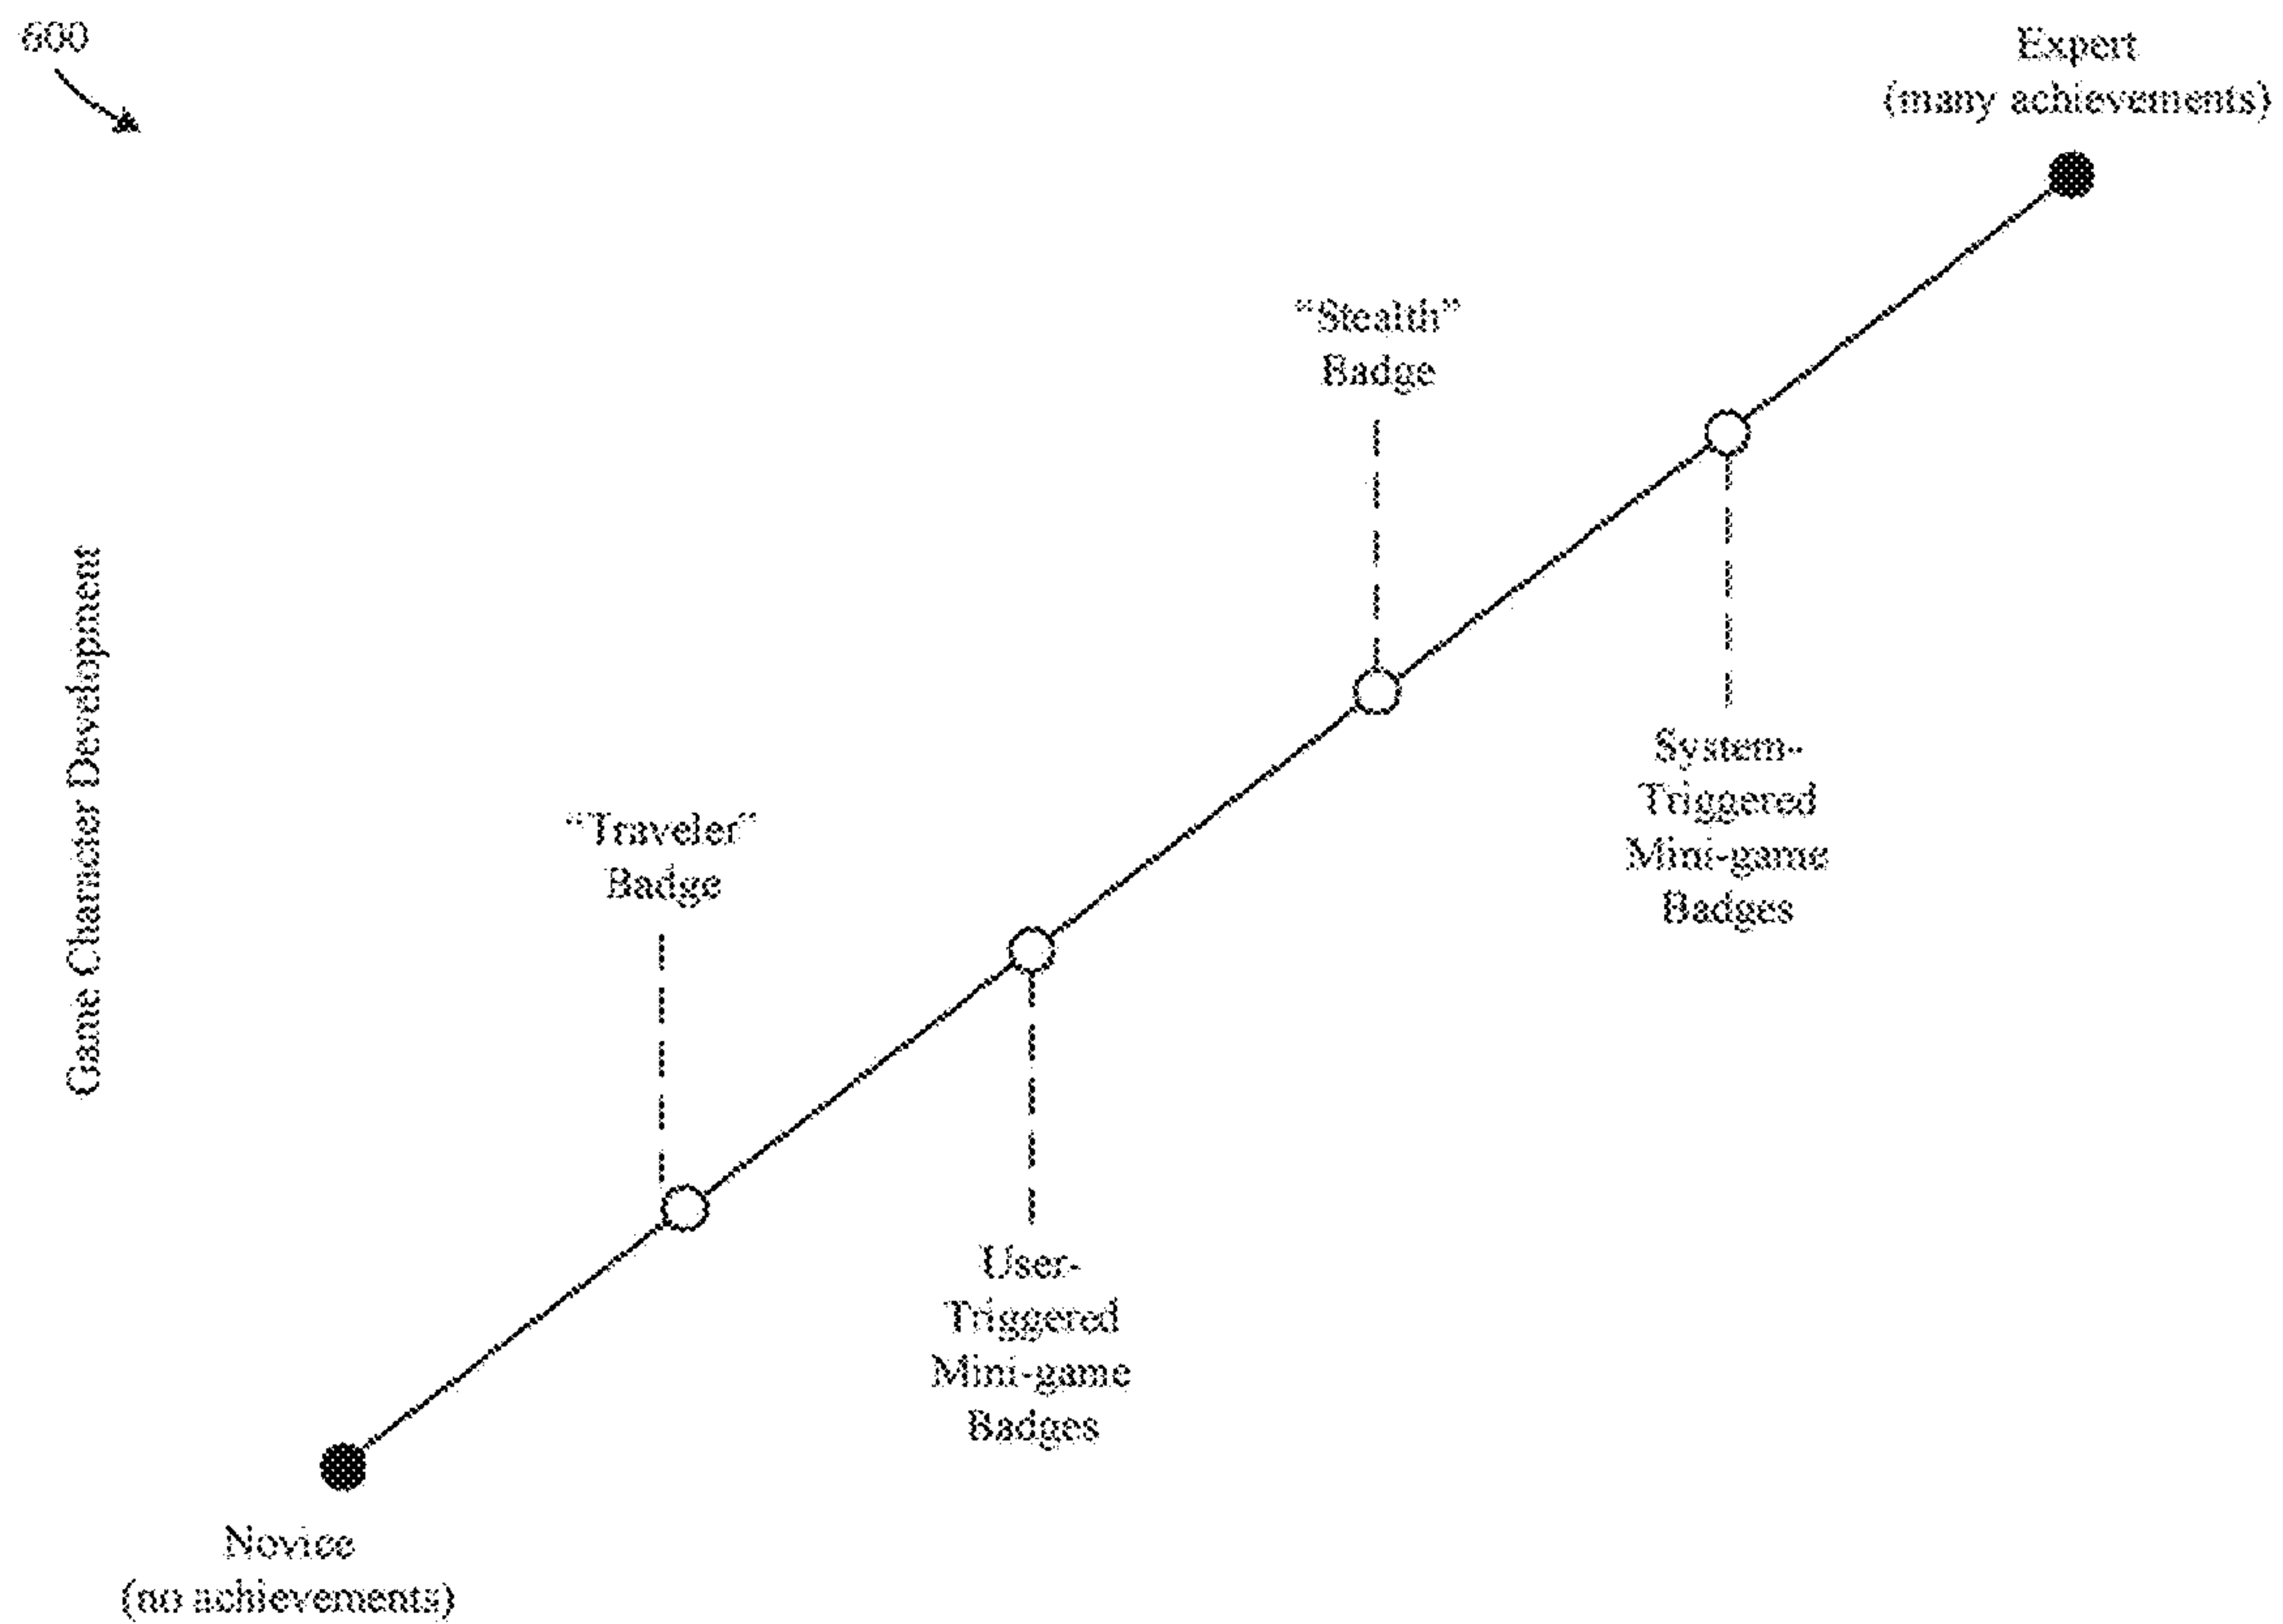 600
Expert
(many achievements)
“Stealth”
Badge
System-
Triggered
Mini-game
Badges
Game Character Development
“Traveler“
Badge
User-
Triggered
Mini-game
Badges
Novice
(no achievements)